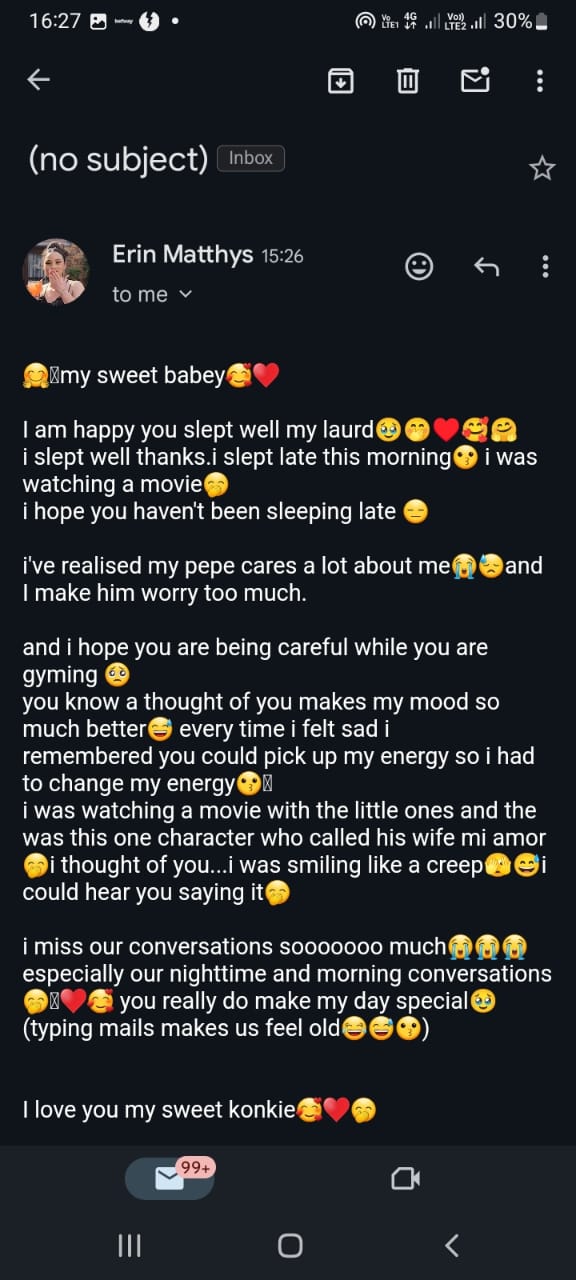 16:27 VoLTE1 4G VoLTE2 30%
(no subject) Inbox
Erin Matthys 15:26
to me
🤗my sweet babey🥰♥️
I am happy you slept well my laurd🥹🤭♥️🥰🤗
i slept well thanks.i slept late this morning😗 i was
watching a movie🤭
i hope you haven't been sleeping late 😑
i've realised my pepe cares a lot about me😭😓and
I make him worry too much.
and i hope you are being careful while you are
gyming 🥺
you know a thought of you makes my mood so
much better😅 every time i felt sad i
remembered you could pick up my energy so i had
to change my energy😗
i was watching a movie with the little ones and the
was this one character who called his wife mi amor
🤭i thought of you...i was smiling like a creep🫣😅i
could hear you saying it🤭
i miss our conversations sooooooo much😭😭😭
especially our nighttime and morning conversations
🤭♥️🥰 you really do make my day special🥹
(typing mails makes us feel old😂😅😗)
I love you my sweet konkie🥰♥️🤭
99+